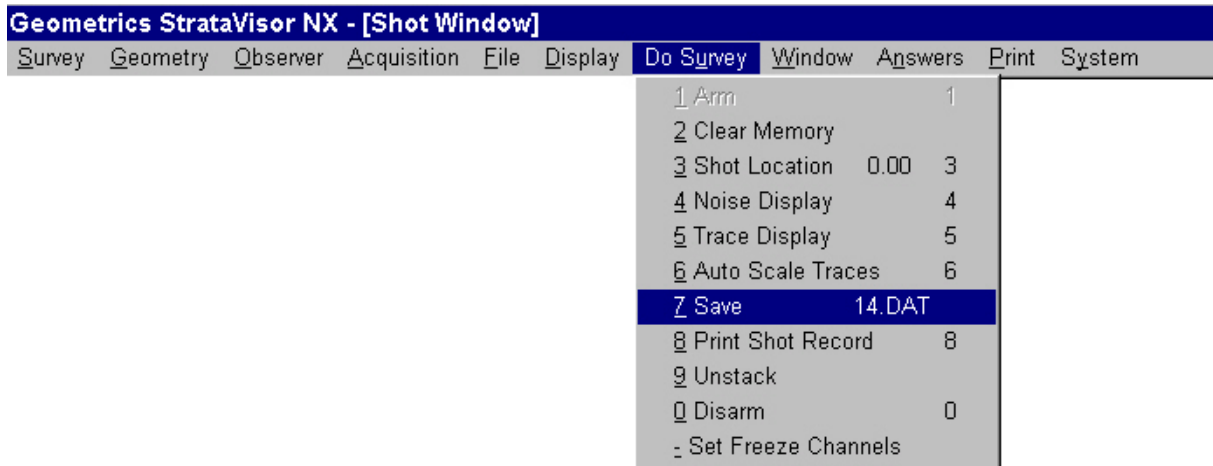 Geometrics StrataVisor NX - [Shot Window]
Survey Geometry Observer Acquisition File Display Do Survey Window Answers Print System
1 Arm 1
2 Clear Memory
3 Shot Location 0.00 3
4 Noise Display 4
5 Trace Display 5
6 Auto Scale Traces 6
7 Save 14.DAT
8 Print Shot Record 8
9 Unstack
0 Disarm 0
- Set Freeze Channels